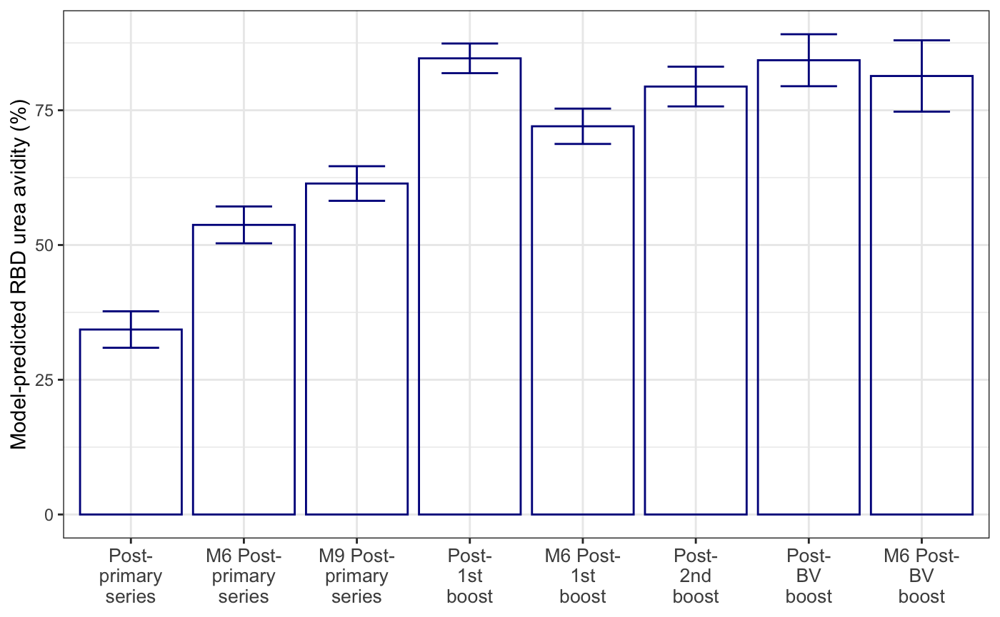 Model-predicted RBD urea avidity (%)
75
50
25
0
Post-
primary
series
M6 Post-
primary
series
M9 Post-
primary
series
Post-
1st
boost
M6 Post-
1st
boost
Post-
2nd
boost
Post-
BV
boost
M6 Post-
BV
boost